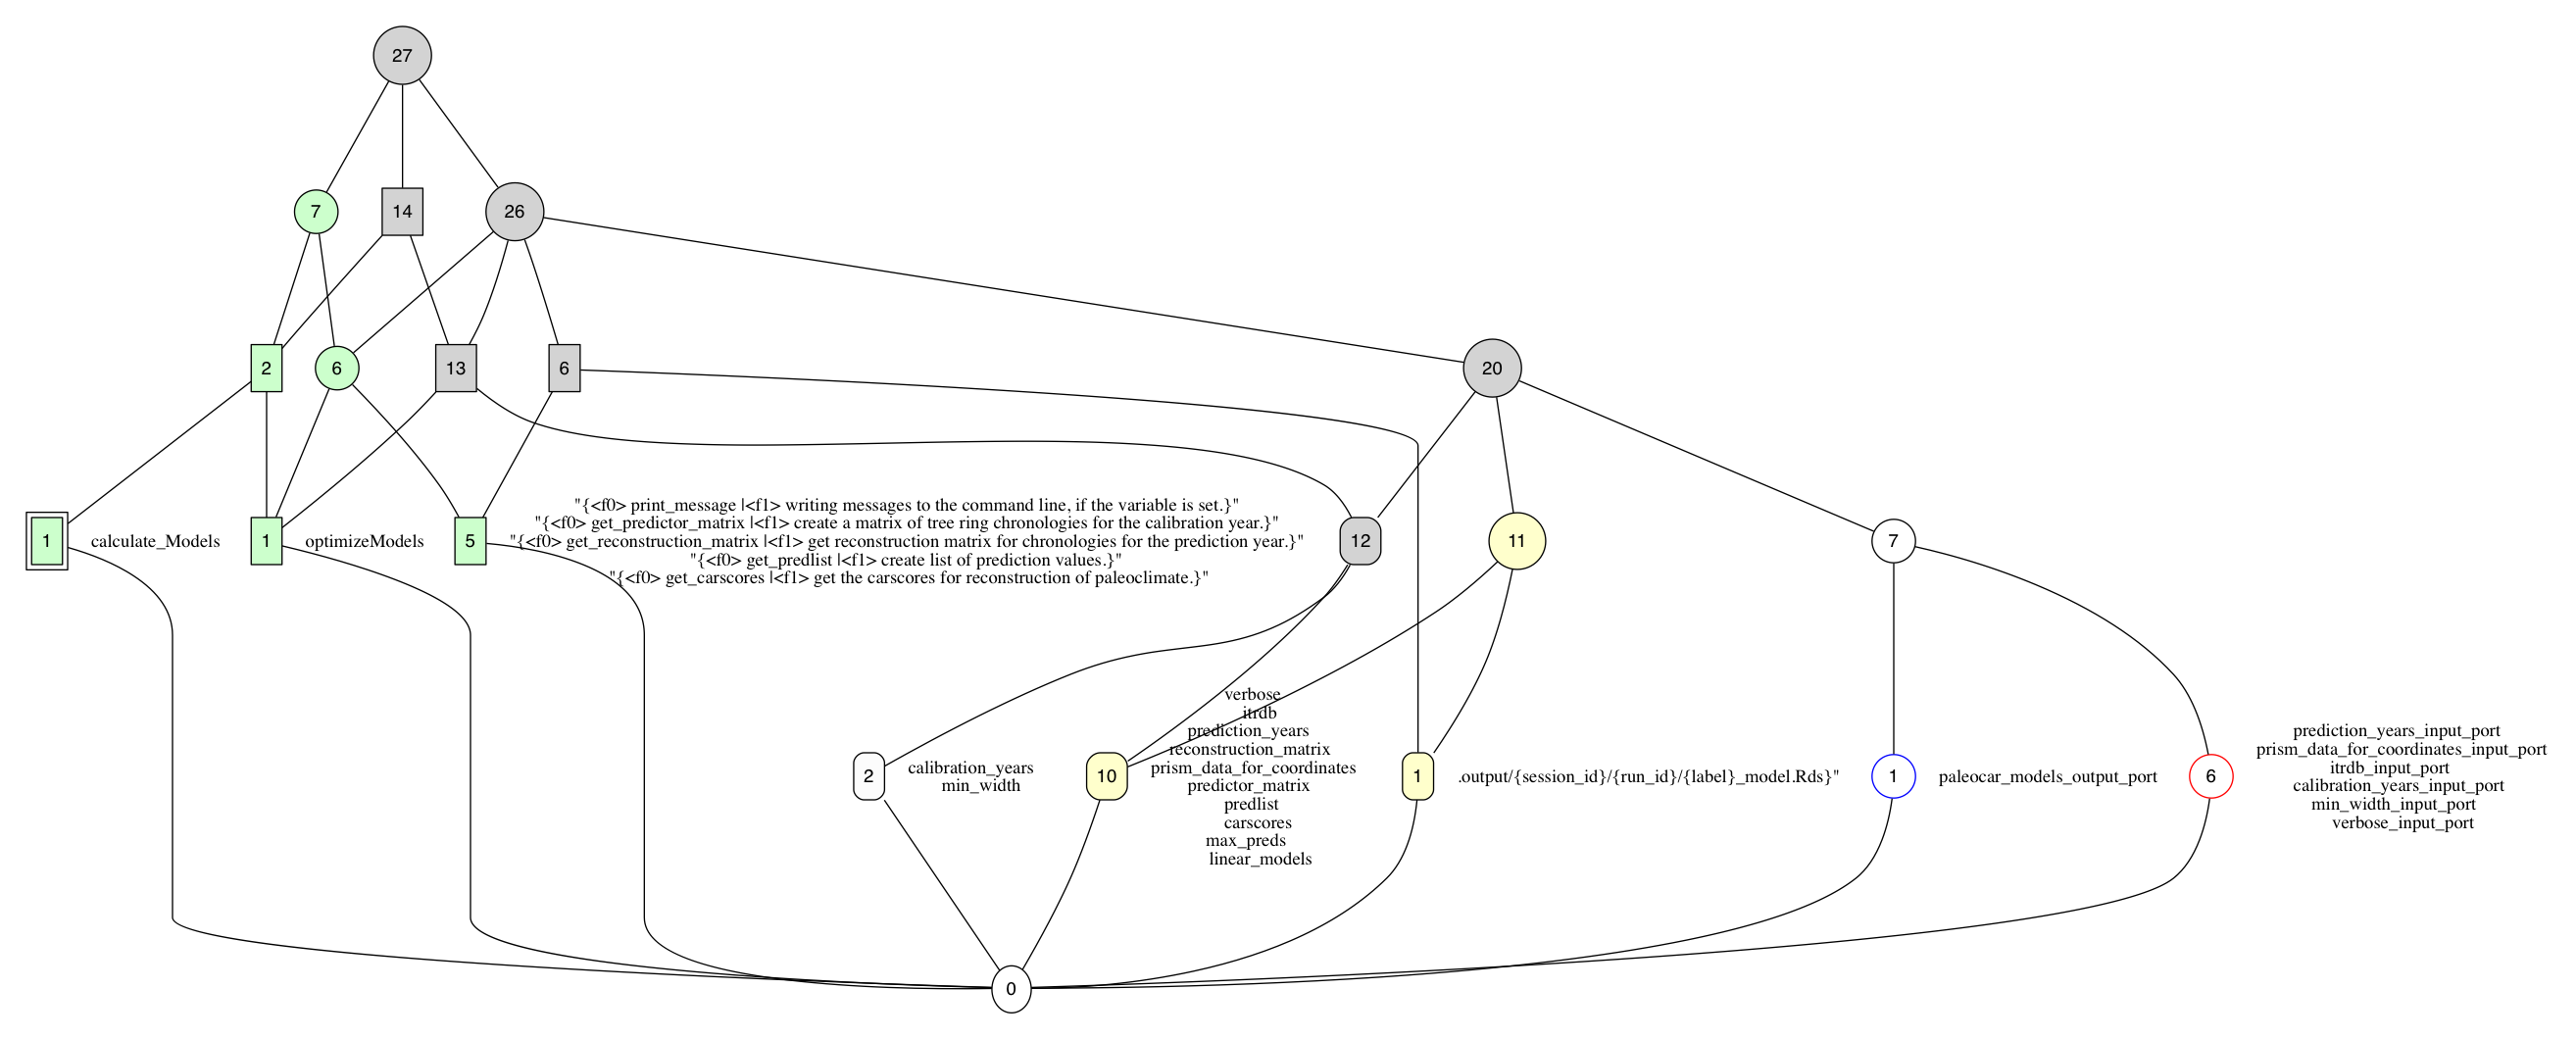 27
7
14
26
2
6
13
6
20
1
calculate_Models
1
optimizeModels
5
"{<f0> print_message |<f1> writing messages to the command line, if the variable is set.}"
"{<f0> get_predictor_matrix |<f1> create a matrix of tree ring chronologies for the calibration year.}"
"{<f0> get_reconstruction_matrix |<f1> get reconstruction matrix for chronologies for the prediction year.}"
"{<f0> get_predlist |<f1> create list of prediction values.}"
"{<f0> get_carscores |<f1> get the carscores for reconstruction of paleoclimate.}"
12
11
7
2
calibration_years
min_width
10
verbose
itrdb
prediction_years
reconstruction_matrix
prism_data_for_coordinates
predictor_matrix
predlist
carscores
max_preds
linear_models
1
.output/{session_id}/{run_id}/{label}_model.Rds}"
1
paleocar_models_output_port
6
prediction_years_input_port
prism_data_for_coordinates_input_port
itrdb_input_port
calibration_years_input_port
min_width_input_port
verbose_input_port
0